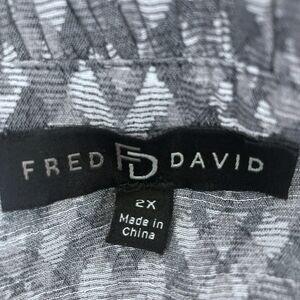 FRED FD DAVID
2X
Made in
China